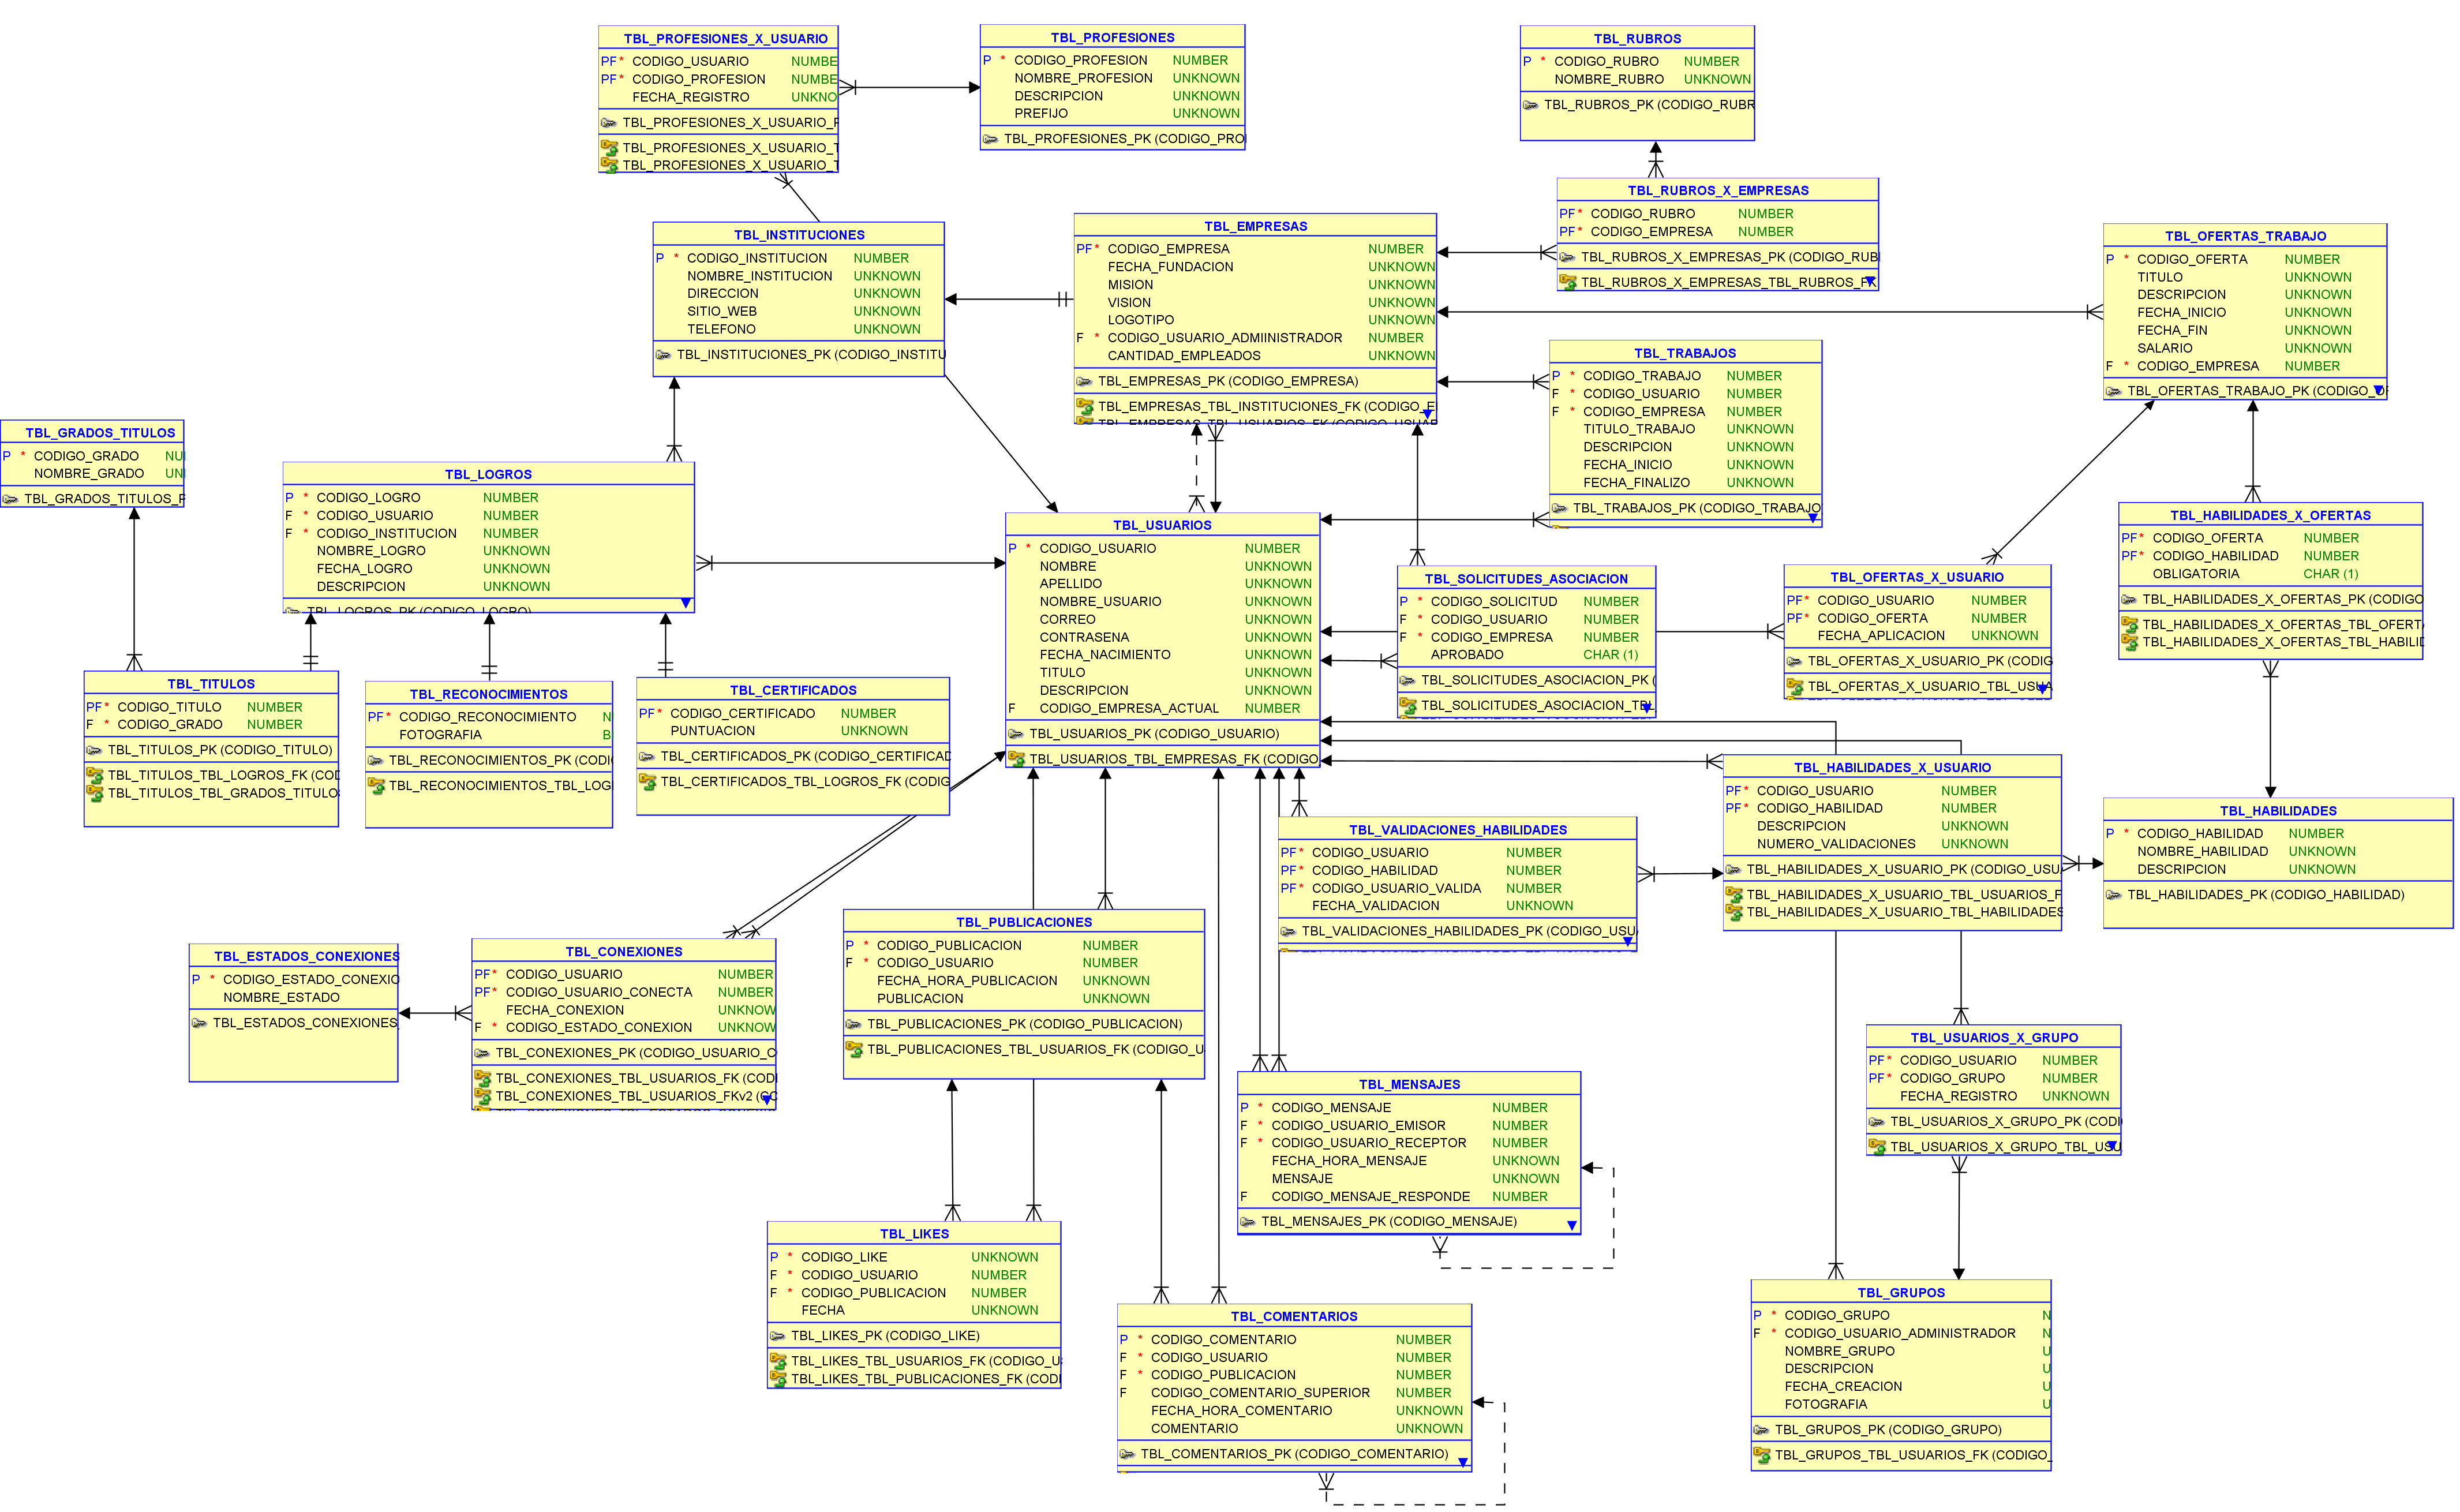 TBL_PROFESIONES_X_USUARIO
PF * CODIGO_USUARIO NUMBE
PF * CODIGO_PROFESION NUMBE
FECHA_REGISTRO UNKNO
TBL_PROFESIONES_X_USUARIO_F
TBL_PROFESIONES_X_USUARIO_T
TBL_PROFESIONES_X_USUARIO_T
TBL_PROFESIONES
P * CODIGO_PROFESION NUMBER
NOMBRE_PROFESION UNKNOWN
DESCRIPCION UNKNOWN
PREFIJO UNKNOWN
TBL_PROFESIONES_PK (CODIGO_PRO
TBL_RUBROS
P * CODIGO_RUBRO NUMBER
NOMBRE_RUBRO UNKNOWN
TBL_RUBROS_PK (CODIGO_RUBR
TBL_RUBROS_X_EMPRESAS
PF * CODIGO_RUBRO NUMBER
PF * CODIGO_EMPRESA NUMBER
TBL_RUBROS_X_EMPRESAS_PK (CODIGO_RUB
TBL_RUBROS_X_EMPRESAS_TBL_RUBROS_FK
TBL_INSTITUCIONES
P * CODIGO_INSTITUCION NUMBER
NOMBRE_INSTITUCION UNKNOWN
DIRECCION UNKNOWN
SITIO_WEB UNKNOWN
TELEFONO UNKNOWN
TBL_INSTITUCIONES_PK (CODIGO_INSTITU
TBL_EMPRESAS
PF * CODIGO_EMPRESA NUMBER
FECHA_FUNDACION UNKNOWN
MISION UNKNOWN
VISION UNKNOWN
LOGOTIPO UNKNOWN
F * CODIGO_USUARIO_ADMIINISTRADOR NUMBER
CANTIDAD_EMPLEADOS UNKNOWN
TBL_EMPRESAS_PK (CODIGO_EMPRESA)
TBL_EMPRESAS_TBL_INSTITUCIONES_FK (CODIGO_E
TBL_EMPRESAS_TBL_USUARIOS_FK (CODIGO_USUAR
TBL_OFERTAS_TRABAJO
P * CODIGO_OFERTA NUMBER
TITULO UNKNOWN
DESCRIPCION UNKNOWN
FECHA_INICIO UNKNOWN
FECHA_FIN UNKNOWN
SALARIO UNKNOWN
F * CODIGO_EMPRESA NUMBER
TBL_OFERTAS_TRABAJO_PK (CODIGO_OF
TBL_TRABAJOS
P * CODIGO_TRABAJO NUMBER
F * CODIGO_USUARIO NUMBER
F * CODIGO_EMPRESA NUMBER
TITULO_TRABAJO UNKNOWN
DESCRIPCION UNKNOWN
FECHA_INICIO UNKNOWN
FECHA_FINALIZO UNKNOWN
TBL_TRABAJOS_PK (CODIGO_TRABAJO
TBL_GRADOS_TITULOS
P * CODIGO_GRADO NU
NOMBRE_GRADO UN
TBL_GRADOS_TITULOS_P
TBL_LOGROS
P * CODIGO_LOGRO NUMBER
F * CODIGO_USUARIO NUMBER
F * CODIGO_INSTITUCION NUMBER
NOMBRE_LOGRO UNKNOWN
FECHA_LOGRO UNKNOWN
DESCRIPCION UNKNOWN
TBL_LOGROS_PK (CODIGO_LOGRO)
TBL_USUARIOS
P * CODIGO_USUARIO NUMBER
NOMBRE UNKNOWN
APELLIDO UNKNOWN
NOMBRE_USUARIO UNKNOWN
CORREO UNKNOWN
CONTRASENA UNKNOWN
FECHA_NACIMIENTO UNKNOWN
TITULO UNKNOWN
DESCRIPCION UNKNOWN
F CODIGO_EMPRESA_ACTUAL NUMBER
TBL_USUARIOS_PK (CODIGO_USUARIO)
TBL_USUARIOS_TBL_EMPRESAS_FK (CODIGO
TBL_SOLICITUDES_ASOCIACION
P * CODIGO_SOLICITUD NUMBER
F * CODIGO_USUARIO NUMBER
F * CODIGO_EMPRESA NUMBER
APROBADO CHAR (1)
TBL_SOLICITUDES_ASOCIACION_PK (
TBL_SOLICITUDES_ASOCIACION_TBL
TBL_OFERTAS_X_USUARIO
PF * CODIGO_USUARIO NUMBER
PF * CODIGO_OFERTA NUMBER
FECHA_APLICACION UNKNOWN
TBL_OFERTAS_X_USUARIO_PK (CODIG
TBL_OFERTAS_X_USUARIO_TBL_USUA
TBL_HABILIDADES_X_OFERTAS
PF * CODIGO_OFERTA NUMBER
PF * CODIGO_HABILIDAD NUMBER
OBLIGATORIA CHAR (1)
TBL_HABILIDADES_X_OFERTAS_PK (CODIGO
TBL_HABILIDADES_X_OFERTAS_TBL_OFERT
TBL_HABILIDADES_X_OFERTAS_TBL_HABILID
TBL_TITULOS
PF * CODIGO_TITULO NUMBER
F * CODIGO_GRADO NUMBER
TBL_TITULOS_PK (CODIGO_TITULO)
TBL_TITULOS_TBL_LOGROS_FK (COD
TBL_TITULOS_TBL_GRADOS_TITULO
TBL_RECONOCIMIENTOS
PF * CODIGO_RECONOCIMIENTO N
FOTOGRAFIA B
TBL_RECONOCIMIENTOS_PK (CODI
TBL_RECONOCIMIENTOS_TBL_LOG
TBL_CERTIFICADOS
PF * CODIGO_CERTIFICADO NUMBER
PUNTUACION UNKNOWN
TBL_CERTIFICADOS_PK (CODIGO_CERTIFICAD
TBL_CERTIFICADOS_TBL_LOGROS_FK (CODIG
TBL_HABILIDADES_X_USUARIO
PF * CODIGO_USUARIO NUMBER
PF * CODIGO_HABILIDAD NUMBER
DESCRIPCION UNKNOWN
NUMERO_VALIDACIONES UNKNOWN
TBL_HABILIDADES_X_USUARIO_PK (CODIGO_USU
TBL_HABILIDADES_X_USUARIO_TBL_USUARIOS_F
TBL_HABILIDADES_X_USUARIO_TBL_HABILIDADES
TBL_HABILIDADES
P * CODIGO_HABILIDAD NUMBER
NOMBRE_HABILIDAD UNKNOWN
DESCRIPCION UNKNOWN
TBL_HABILIDADES_PK (CODIGO_HABILIDAD)
TBL_VALIDACIONES_HABILIDADES
PF * CODIGO_USUARIO NUMBER
PF * CODIGO_HABILIDAD NUMBER
PF * CODIGO_USUARIO_VALIDA NUMBER
FECHA_VALIDACION UNKNOWN
TBL_VALIDACIONES_HABILIDADES_PK (CODIGO_USU
TBL_ESTADOS_CONEXIONES
P * CODIGO_ESTADO_CONEXIO
NOMBRE_ESTADO
TBL_ESTADOS_CONEXIONES_
TBL_CONEXIONES
PF * CODIGO_USUARIO NUMBER
PF * CODIGO_USUARIO_CONECTA NUMBER
FECHA_CONEXION UNKNOW
F * CODIGO_ESTADO_CONEXION UNKNOW
TBL_CONEXIONES_PK (CODIGO_USUARIO_C
TBL_CONEXIONES_TBL_USUARIOS_FK (CODI
TBL_CONEXIONES_TBL_USUARIOS_FKv2 (CC
TBL_PUBLICACIONES
P * CODIGO_PUBLICACION NUMBER
F * CODIGO_USUARIO NUMBER
FECHA_HORA_PUBLICACION UNKNOWN
PUBLICACION UNKNOWN
TBL_PUBLICACIONES_PK (CODIGO_PUBLICACION)
TBL_PUBLICACIONES_TBL_USUARIOS_FK (CODIGO_U
TBL_MENSAJES
P * CODIGO_MENSAJE NUMBER
F * CODIGO_USUARIO_EMISOR NUMBER
F * CODIGO_USUARIO_RECEPTOR NUMBER
FECHA_HORA_MENSAJE UNKNOWN
MENSAJE UNKNOWN
F CODIGO_MENSAJE_RESPONDE NUMBER
TBL_MENSAJES_PK (CODIGO_MENSAJE)
TBL_USUARIOS_X_GRUPO
PF * CODIGO_USUARIO NUMBER
PF * CODIGO_GRUPO NUMBER
FECHA_REGISTRO UNKNOWN
TBL_USUARIOS_X_GRUPO_PK (CODI
TBL_USUARIOS_X_GRUPO_TBL_USU
TBL_LIKES
P * CODIGO_LIKE UNKNOWN
F * CODIGO_USUARIO NUMBER
F * CODIGO_PUBLICACION NUMBER
FECHA UNKNOWN
TBL_LIKES_PK (CODIGO_LIKE)
TBL_LIKES_TBL_USUARIOS_FK (CODIGO_U
TBL_LIKES_TBL_PUBLICACIONES_FK (CODI
TBL_COMENTARIOS
P * CODIGO_COMENTARIO NUMBER
F * CODIGO_USUARIO NUMBER
F * CODIGO_PUBLICACION NUMBER
F CODIGO_COMENTARIO_SUPERIOR NUMBER
FECHA_HORA_COMENTARIO UNKNOWN
COMENTARIO UNKNOWN
TBL_COMENTARIOS_PK (CODIGO_COMENTARIO)
TBL_GRUPOS
P * CODIGO_GRUPO N
F * CODIGO_USUARIO_ADMINISTRADOR N
NOMBRE_GRUPO U
DESCRIPCION U
FECHA_CREACION U
FOTOGRAFIA U
TBL_GRUPOS_PK (CODIGO_GRUPO)
TBL_GRUPOS_TBL_USUARIOS_FK (CODIGO_